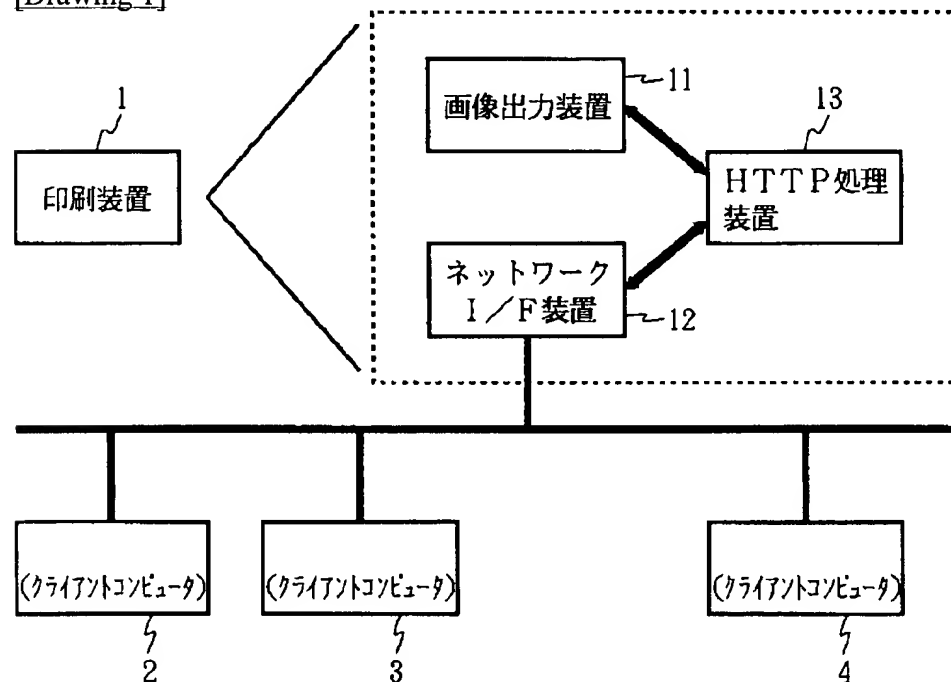 [Drawing 1]
1
印刷装置
画像出力装置
11
13
HTTP処理
装置
ネットワーク
I/F装置
12
(クライアントコンピュータ)
(クライアントコンピュータ)
(クライアントコンピュータ)
2
3
4